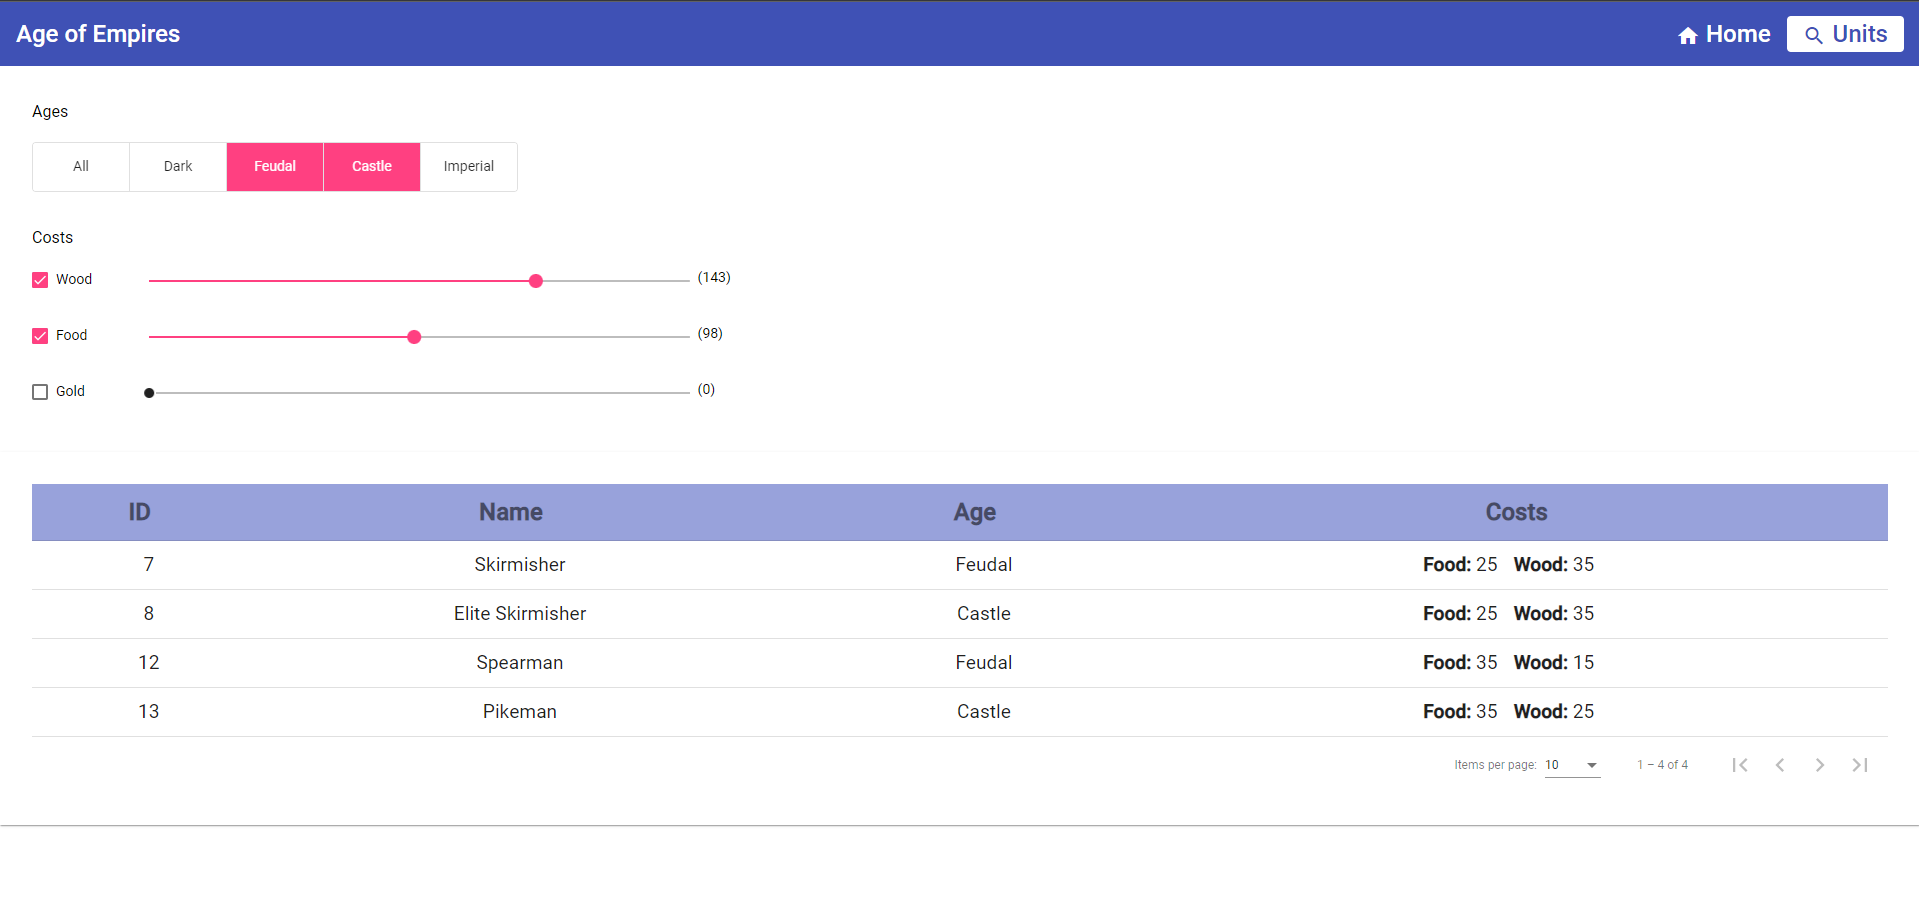 Age of Empires Home Units
Ages
All Dark Feudal Castle Imperial
Costs
Wood (143)
Food (98)
Gold (0)
ID Name Age Costs
7 Skirmisher Feudal Food: 25 Wood: 35
8 Elite Skirmisher Castle Food: 25 Wood: 35
12 Spearman Feudal Food: 35 Wood: 15
13 Pikeman Castle Food: 35 Wood: 25
Items per page: 10 1 – 4 of 4